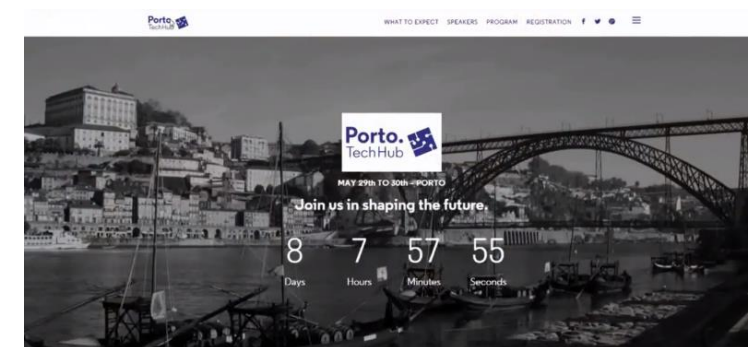 Porto.
TechHub
WHAT TO EXPECT SPEAKERS PROGRAM REGISTRATION
Porto.
TechHub
MAY 29th TO 30th - PORTO
Join us in shaping the future.
8 7 57 55
Days Hours Minutes Seconds